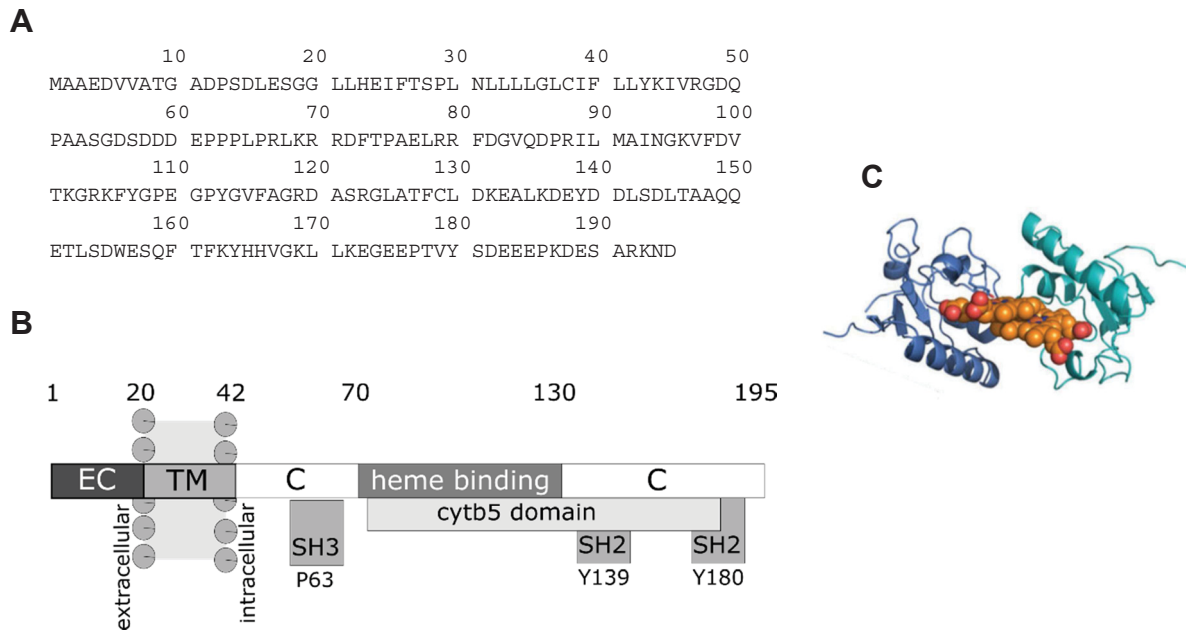 A
10 20 30 40 50
MAAEDVVATG ADPSDLESGG LLHEIFTSPL NLLLLGLCIF LLYKIVRGDQ
60 70 80 90 100
PAASGDSDDD EPPPLPRLKR RDFTPAELRR FDGVQDPRIL MAINGKVFDV
110 120 130 140 150
TKGRKFYGPE GPYGVFAGRD ASRGLATFCL DKEALKDEYD DLSDLTAAQQ
160 170 180 190
ETLSDWESQF TFKYHHVGKL LKEGEEPTVY SDEEEPKDES ARKND
C
B
1 20 42 70 130 195
EC TM C heme binding C
cytb5 domain
extracellular
intracellular
SH3 SH2 SH2
P63 Y139 Y180